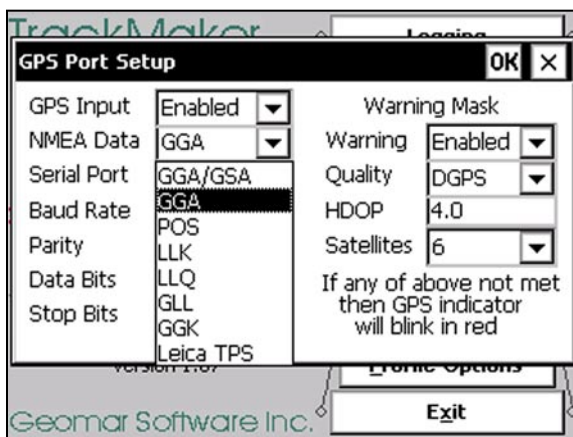 TrackMaker
Logging
GPS Port Setup OK ×
GPS Input Enabled
NMEA Data GGA
Serial Port
Baud Rate
Parity
Data Bits
Stop Bits
GGA/GSA
GGA
POS
LLK
LLQ
GLL
GGK
Leica TPS
Warning Mask
Warning Enabled
Quality DGPS
HDOP 4.0
Satellites 6
If any of above not met
then GPS indicator
will blink in red
Profile Options
Geomar Software Inc.
Exit